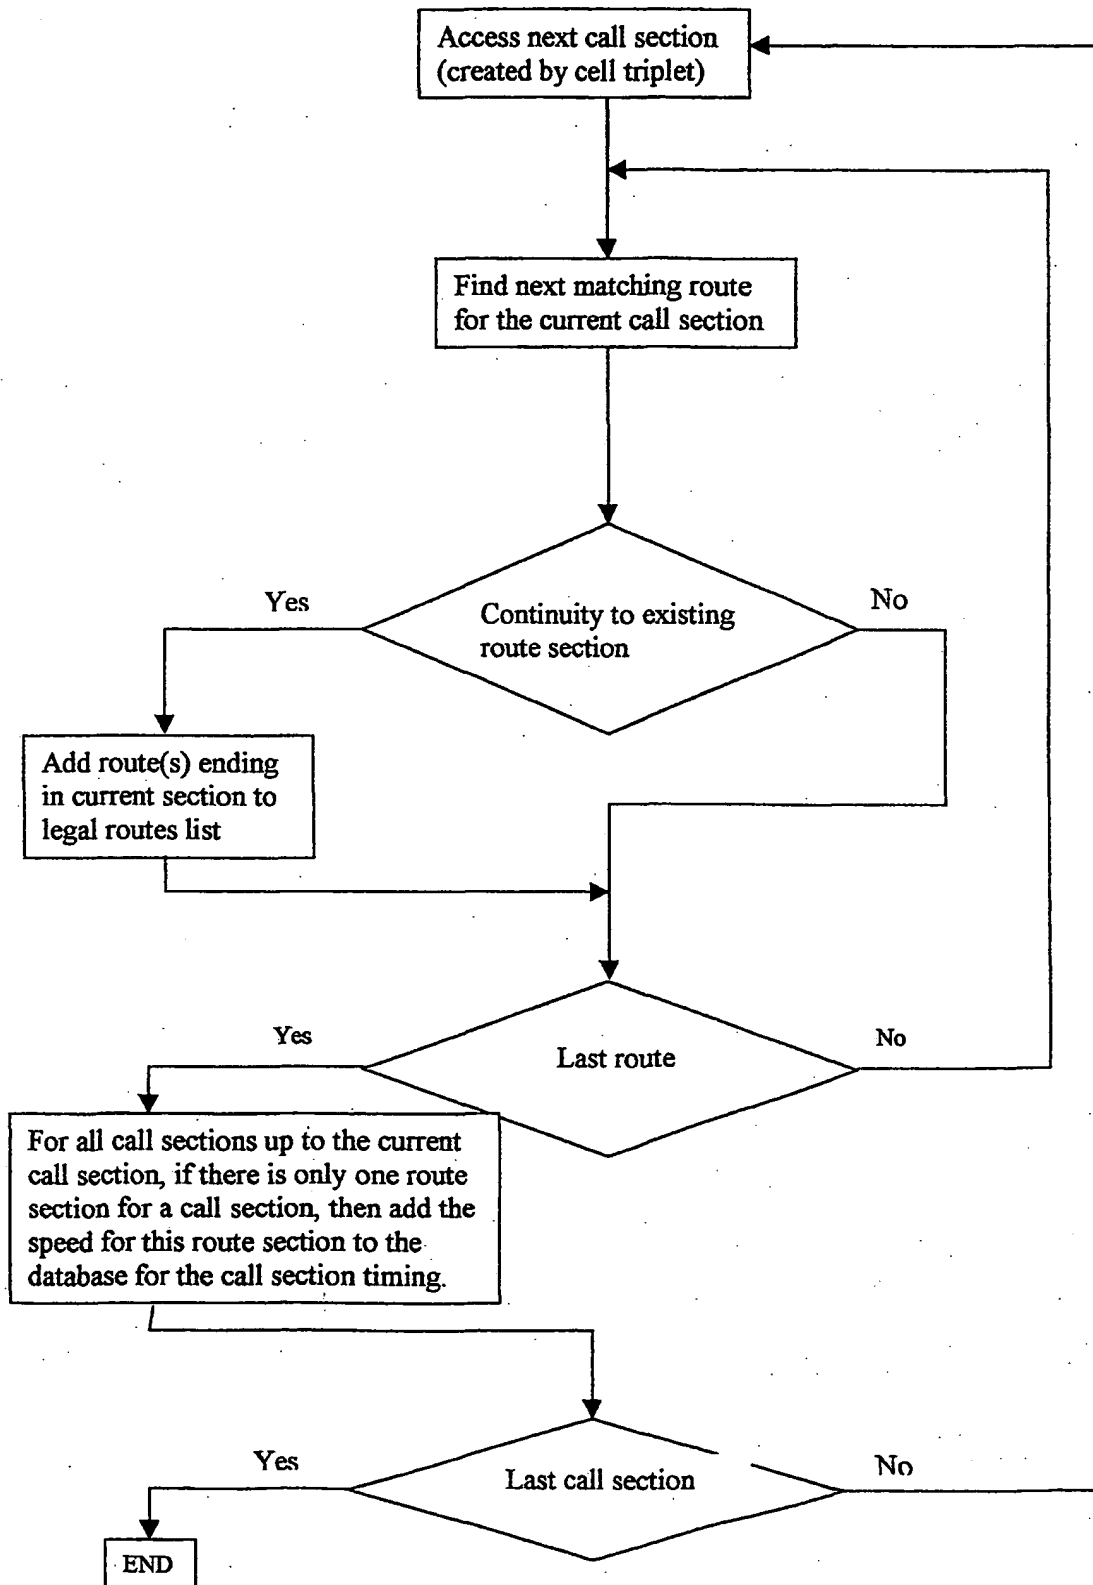 Access next call section
(created by cell triplet)
Find next matching route
for the current call section
Yes
No
Continuity to existing
route section
Add route(s) ending
in current section to
legal routes list
Yes
No
Last route
For all call sections up to the current
call section, if there is only one route
section for a call section, then add the
speed for this route section to the
database for the call section timing.
Yes
No
Last call section
END